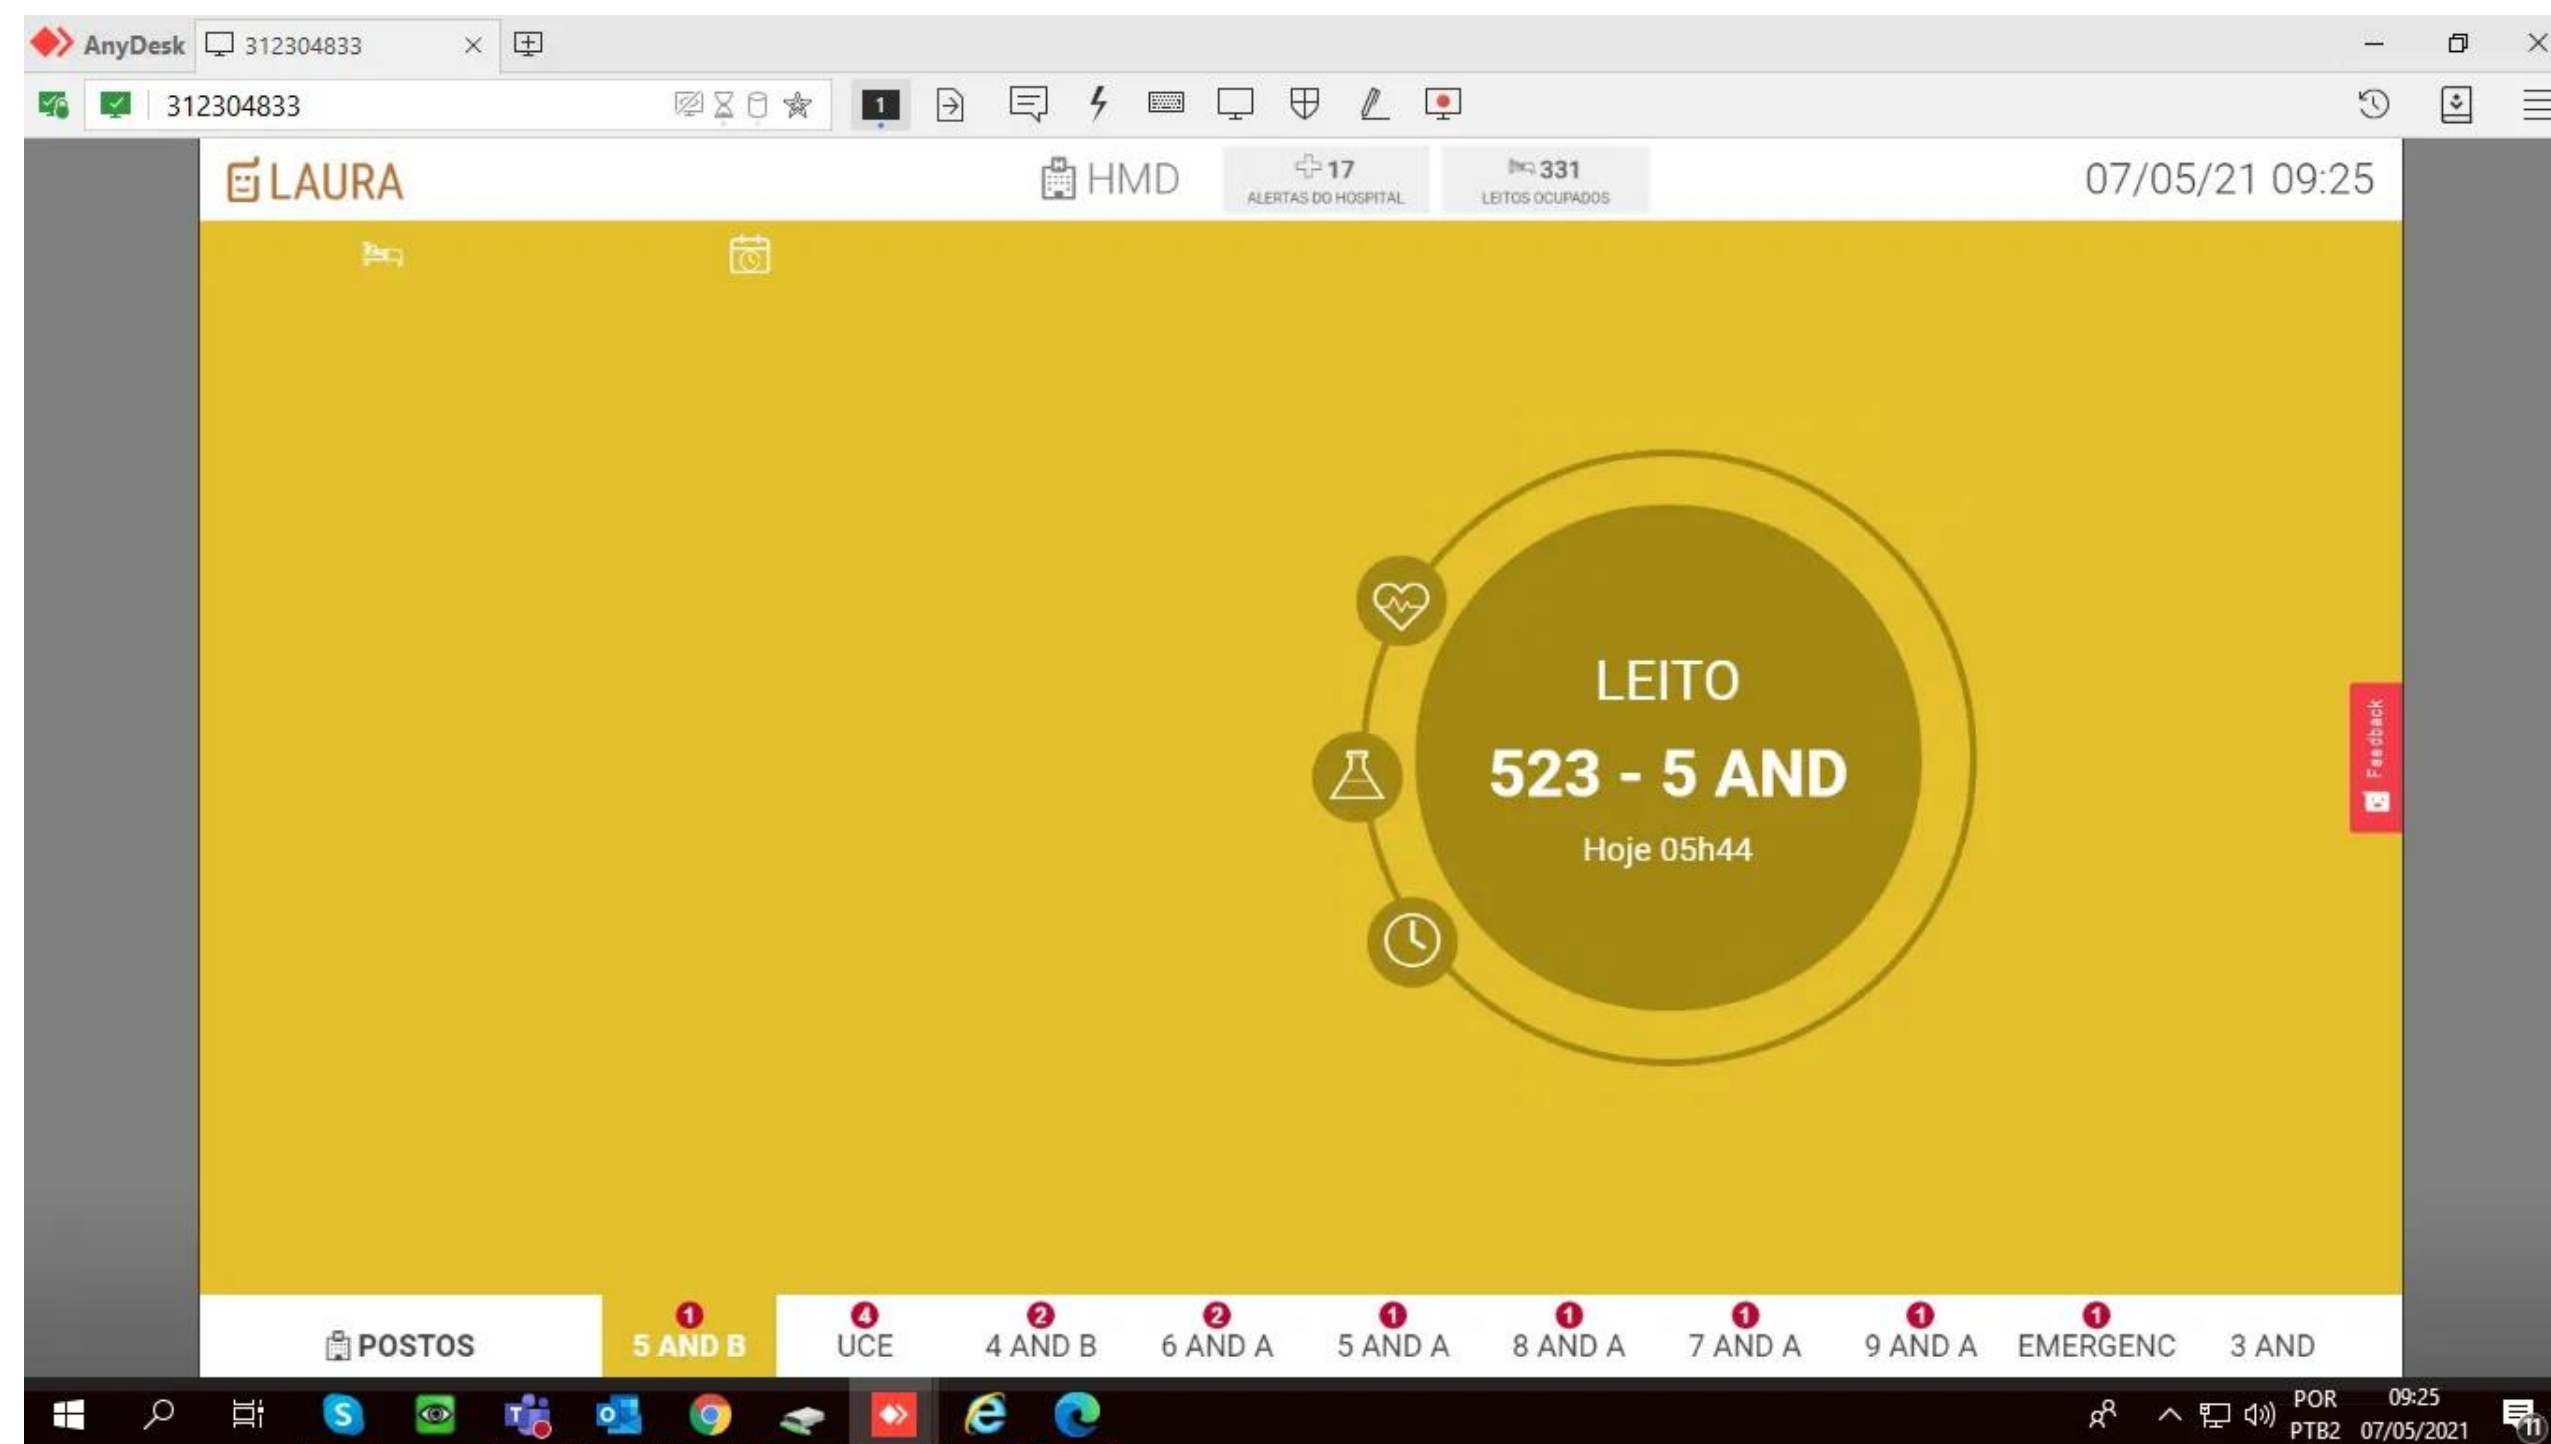 AnyDesk 312304833
312304833 1
LAURA HMD 17 331 07/05/21 09:25
ALERTAS DO HOSPITAL LEITOS OCUPADOS
LEITO
523 - 5 AND
Hoje 05h44
Feedback
1 4 2 2 1 1 1 1 1
POSTOS 5 AND B UCE 4 AND B 6 AND A 5 AND A 8 AND A 7 AND A 9 AND A EMERGENC 3 AND
POR 09:25
PTB2 07/05/2021 11